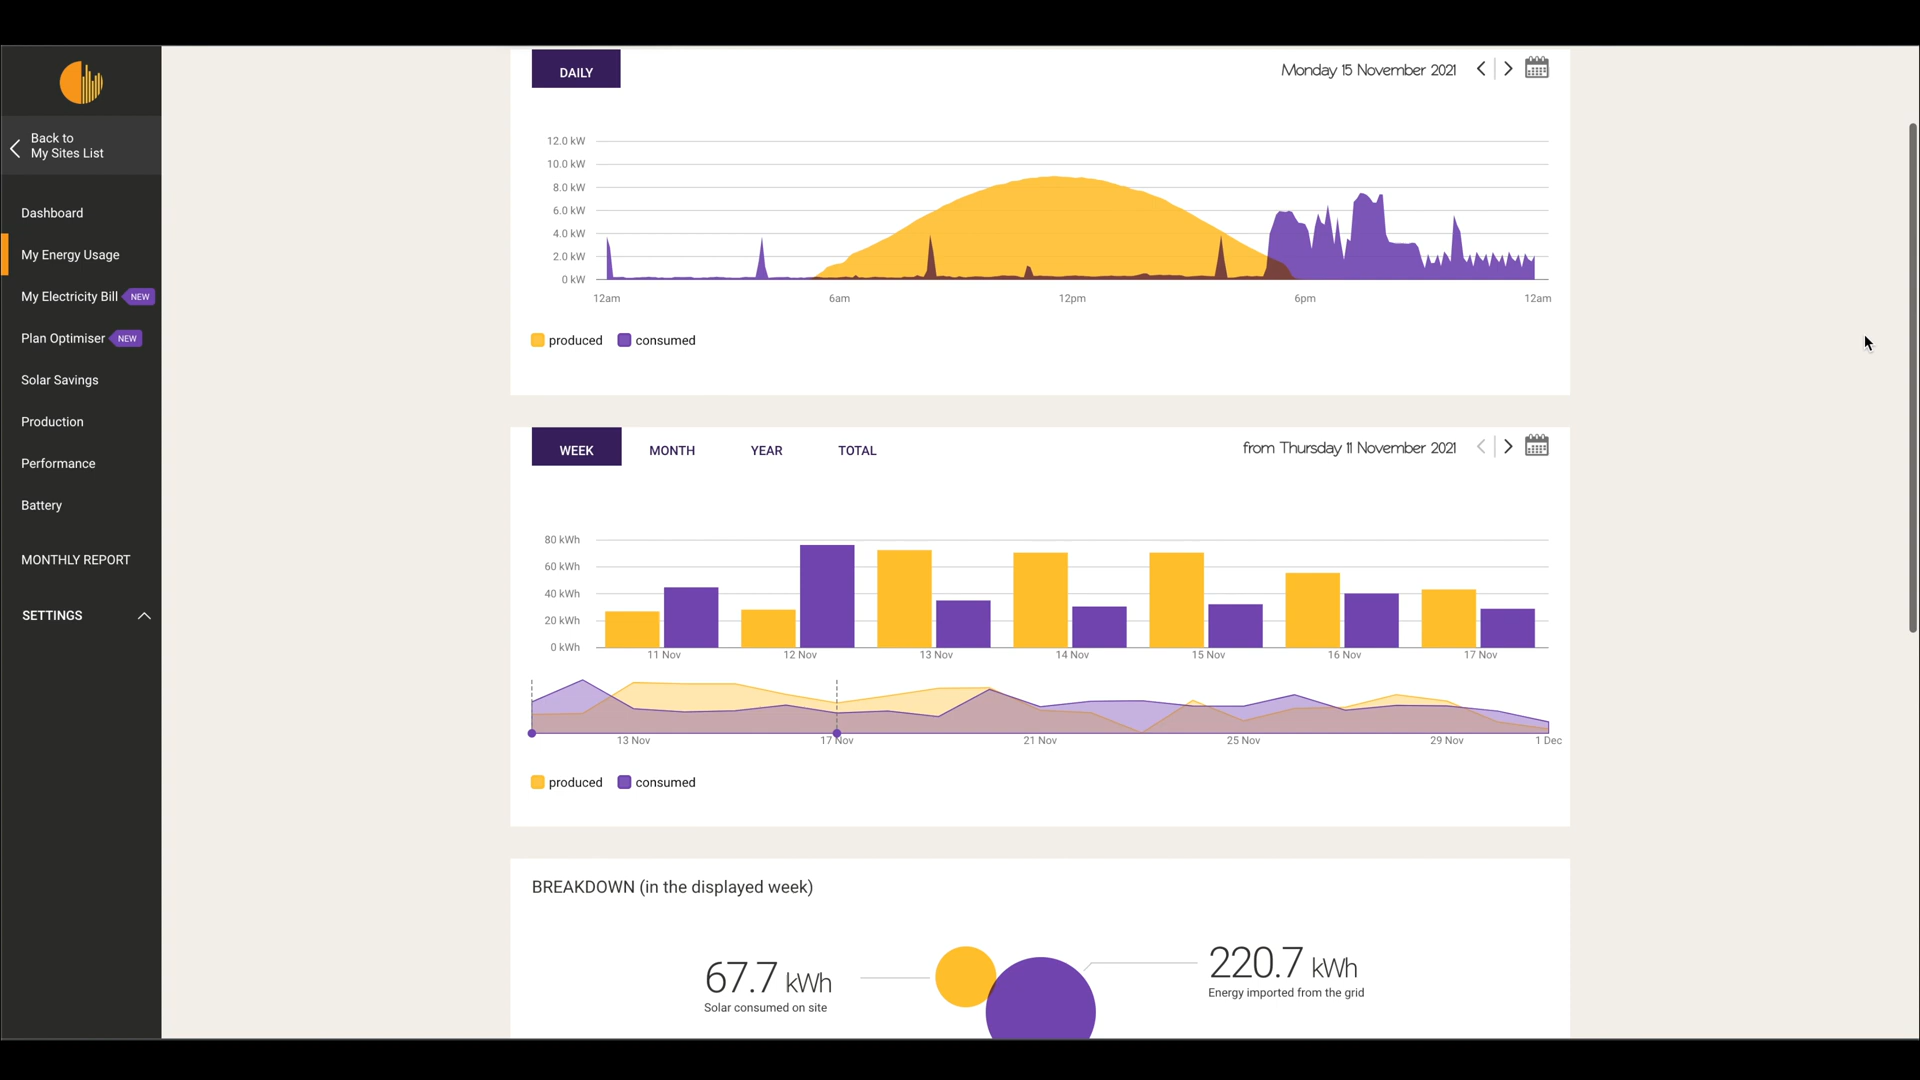 Back to
My Sites List
Dashboard
My Energy Usage
My Electricity Bill NEW
Plan Optimiser NEW
Solar Savings
Production
Performance
Battery
MONTHLY REPORT
SETTINGS
DAILY
Monday 15 November 2021
12.0 kW
10.0 kW
8.0 kW
6.0 kW
4.0 kW
2.0 kW
0 kW
12am 6am 12pm 6pm 12am
produced consumed
WEEK MONTH YEAR TOTAL
from Thursday 11 November 2021
80 kWh
60 kWh
40 kWh
20 kWh
0 kWh
11 Nov 12 Nov 13 Nov 14 Nov 15 Nov 16 Nov 17 Nov
13 Nov 17 Nov 21 Nov 25 Nov 29 Nov 1 Dec
produced consumed
BREAKDOWN (in the displayed week)
67.7 kWh
Solar consumed on site
220.7 kWh
Energy imported from the grid